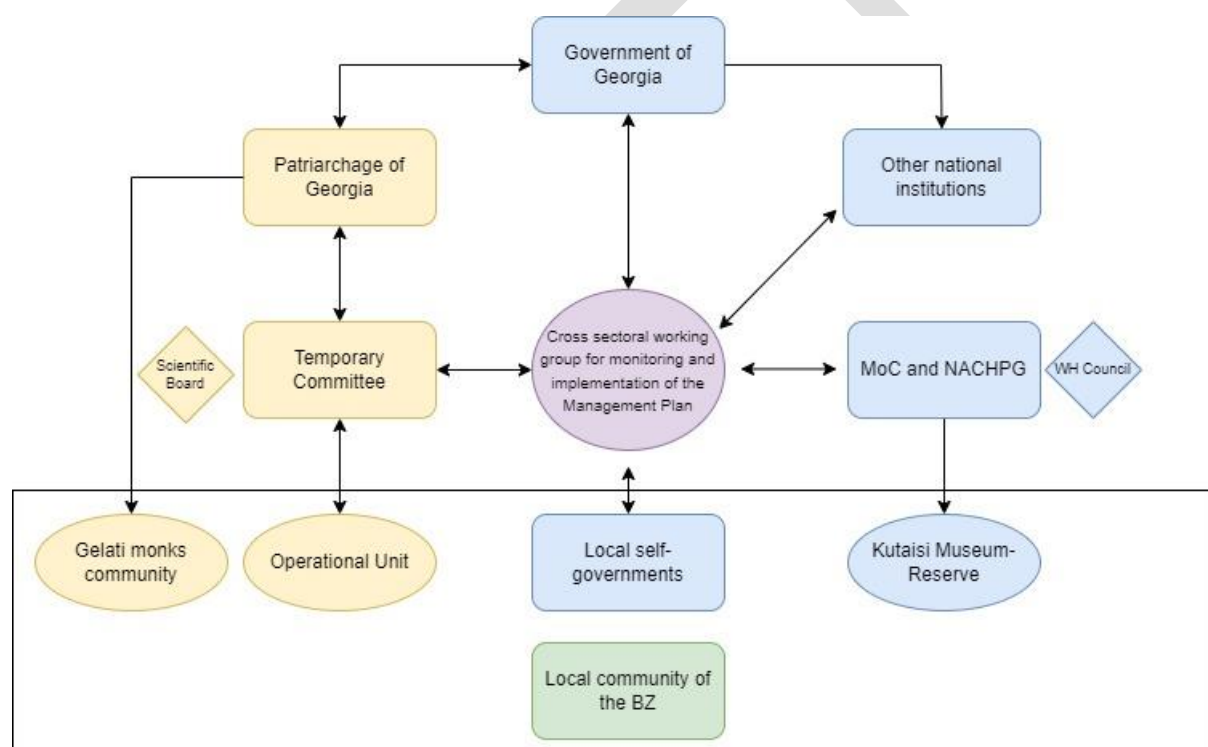 Government of
Georgia
Patriarchage of
Georgia
Other national
institutions
Scientific
Board
Temporary
Committee
Cross sectoral working
group for monitoring and
implementation of the
Management Plan
MoC and NACHPG
WH Council
Gelati monks
community
Operational Unit
Local self-
governments
Kutaisi Museum-
Reserve
Local community of
the BZ